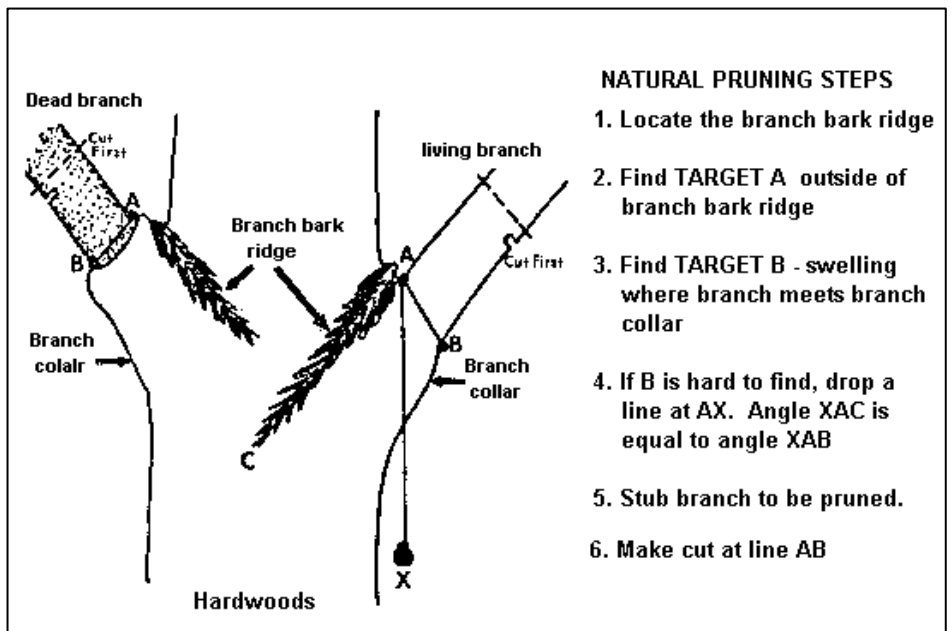 NATURAL PRUNING STEPS
1. Locate the branch bark ridge
2. Find TARGET A outside of
branch bark ridge
3. Find TARGET B - swelling
where branch meets branch
collar
4. If B is hard to find, drop a
line at AX. Angle XAC is
equal to angle XAB
5. Stub branch to be pruned.
6. Make cut at line AB
Dead branch
Cut
First
A
B
Branch
colalr
Branch bark
ridge
living branch
A
Cut First
B
Branch
collar
C
X
Hardwoods